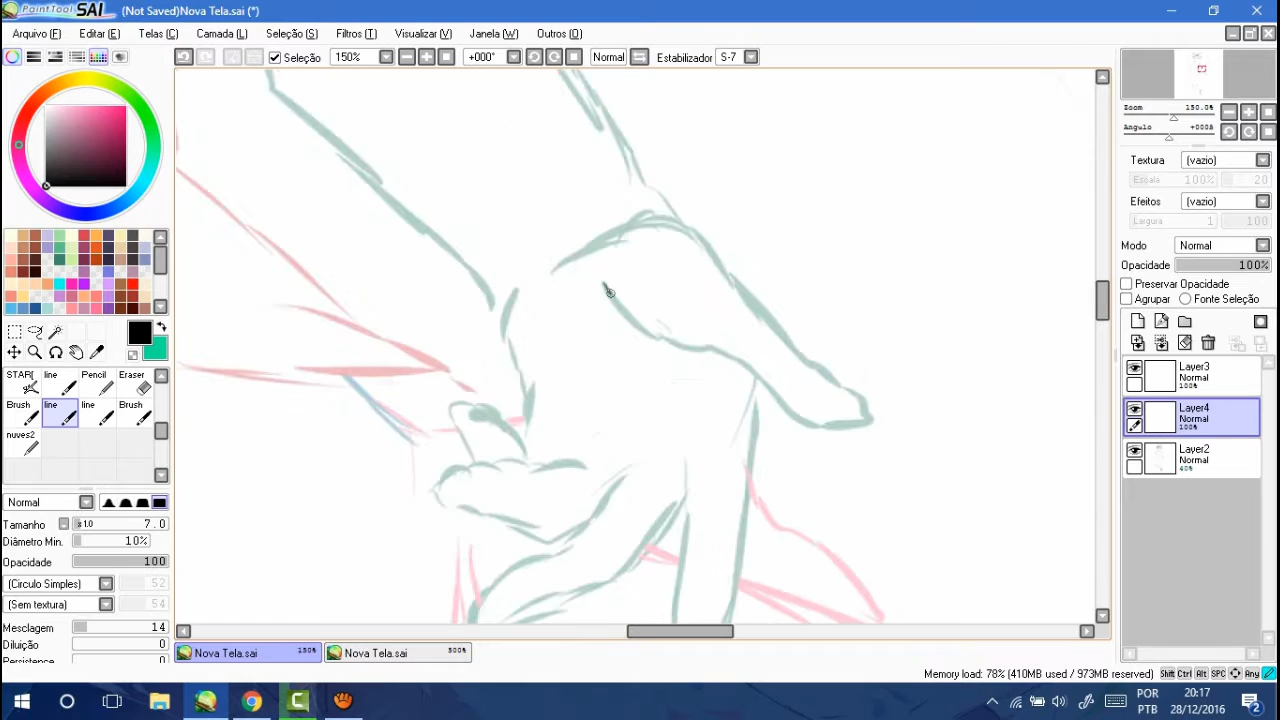 PaintTool SAI (Not Saved)Nova Tela.sai (*)
Arquivo (F) Editar (E) Telas (C) Camada (L) Seleção (S) Filtros (T) Visualizar (V) Janela (W) Outros (O)
Seleção 150% +000° Normal Estabilizador S-7
Zoom 150.0%
Angulo +000°
Textura (vazio)
Escala 100% 20
Efeitos (vazio)
Largura 1 100
Modo Normal
Opacidade 100%
Preservar Opacidade
Agrupar Fonte Seleção
Layer3
Normal
100%
Layer4
Normal
100%
Layer2
Normal
40%
line Pencil Eraser
Brush line line Brush
nuves2
Normal
Tamanho x1.0 7.0
Diâmetro Min. 10%
Opacidade 100
(Circulo Simples) 52
(Sem textura) 54
Mesclagem 14
Diluição 0
Persistence 0
Nova Tela.sai 150% Nova Tela.sai 500%
Memory load: 78% (410MB used / 973MB reserved) Shift Ctrl Alt SPC Any
POR
PTB
20:17
28/12/2016
2